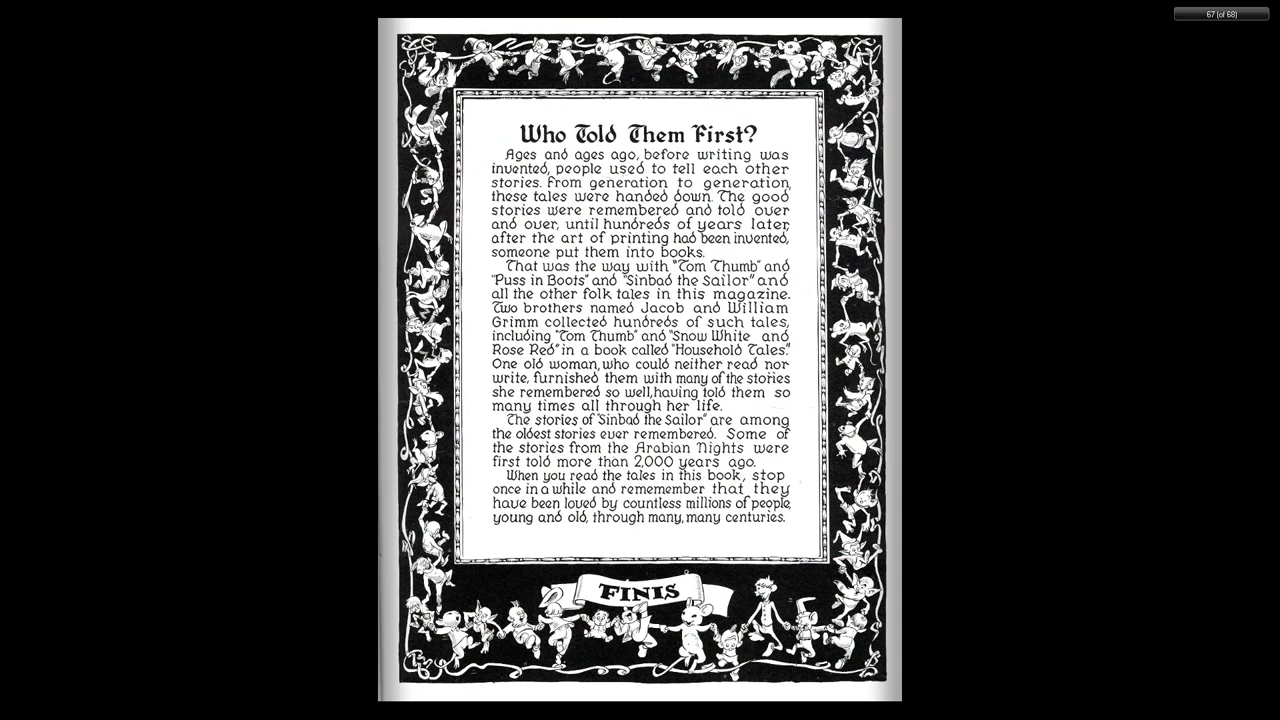 67 (of 68)
Who Told Them First?
Ages and ages ago, before writing was
invented, people used to tell each other
stories. From generation to generation,
these tales were handed down. The good
stories were remembered and told over
and over, until hundreds of years later,
after the art of printing had been invented,
someone put them into books.
That was the way with "Tom Thumb" and
"Puss in Boots" and "Sinbad the Sailor" and
all the other folk tales in this magazine.
Two brothers named Jacob and William
Grimm collected hundreds of such tales,
including "Tom Thumb" and "Snow White and
Rose Red" in a book called "Household Tales."
One old woman, who could neither read nor
write, furnished them with many of the stories
she remembered so well, having told them so
many times all through her life.
The stories of "Sinbad the Sailor" are among
the oldest stories ever remembered. Some of
the stories from the Arabian Nights were
first told more than 2,000 years ago.
When you read the tales in this book, stop
once in a while and rememember that they
have been loved by countless millions of people,
young and old, through many, many centuries.
FINIS